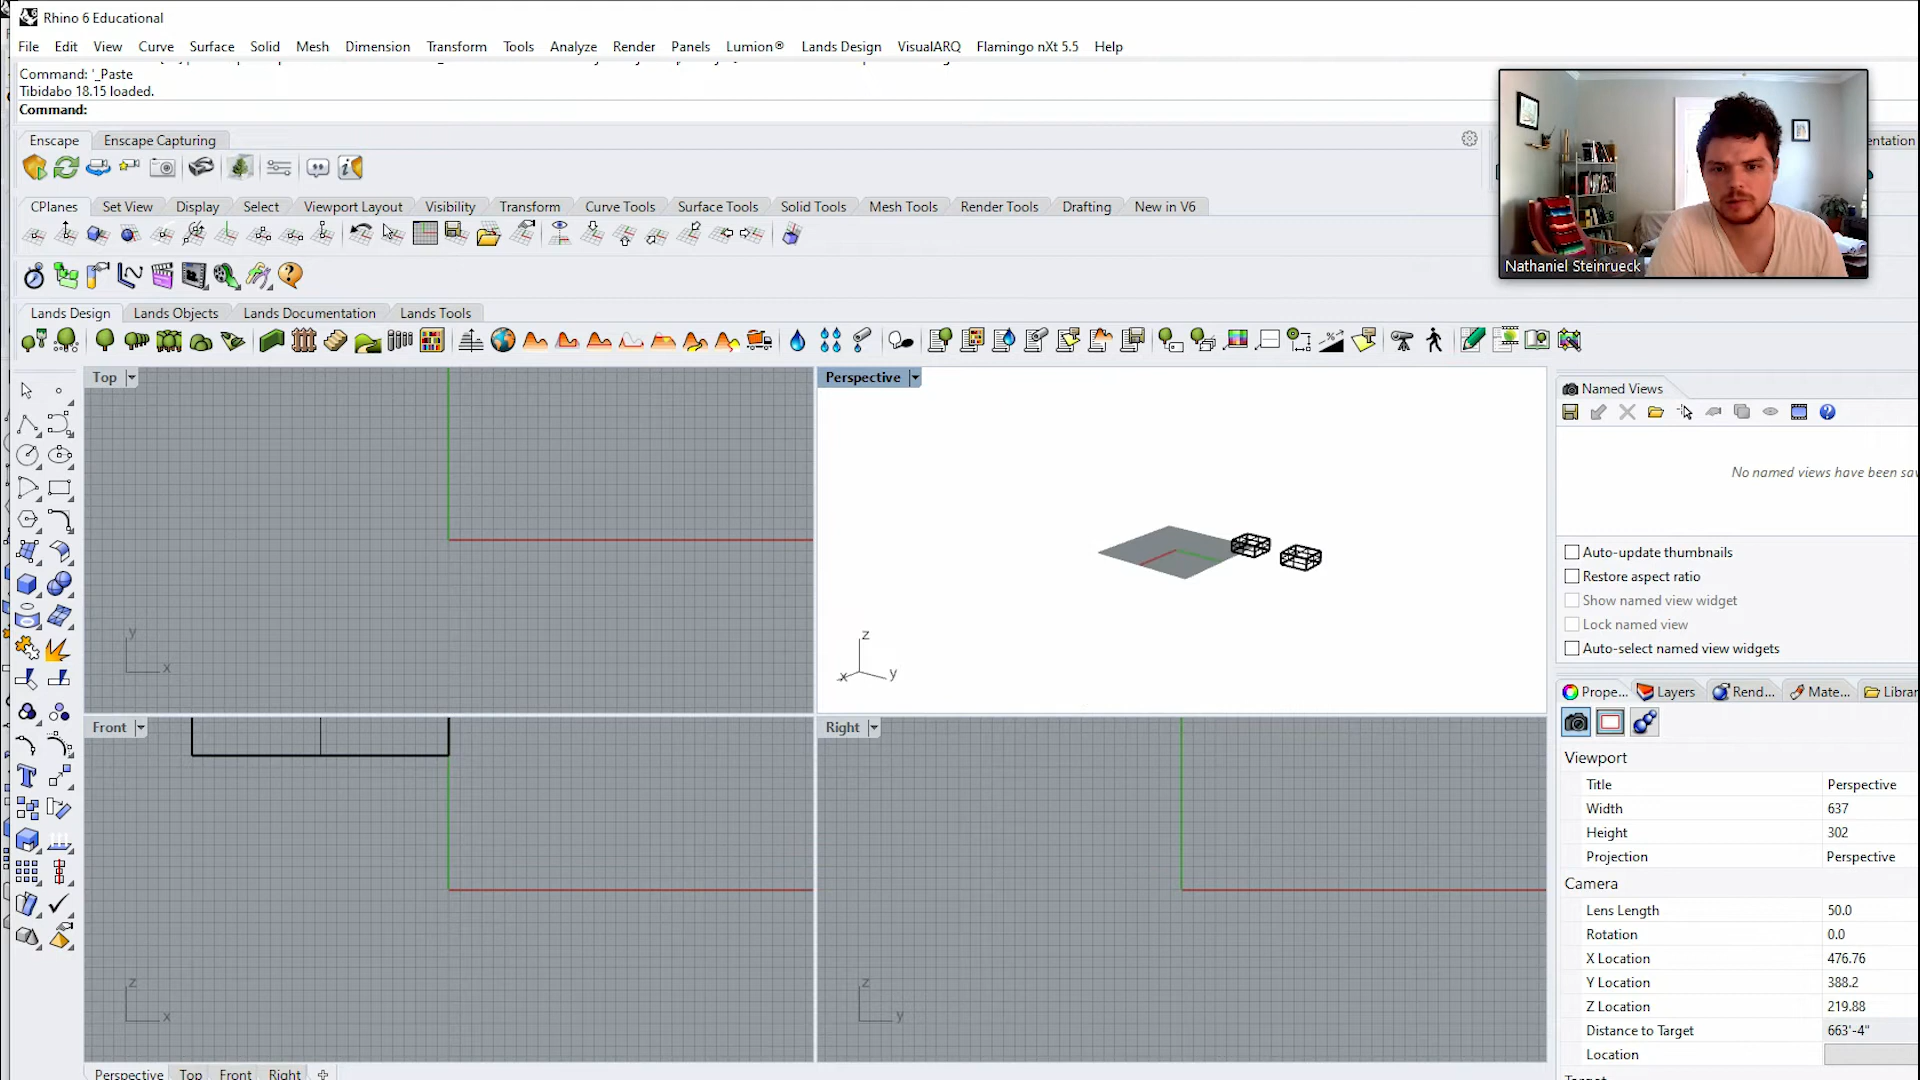 Rhino 6 Educational
File Edit View Curve Surface Solid Mesh Dimension Transform Tools Analyze Render Panels Lumion® Lands Design VisualARQ Flamingo nXt 5.5 Help
Command: '_Paste
Tibidabo 18.15 loaded.
Command:
Enscape Enscape Capturing
entation
CPlanes Set View Display Select Viewport Layout Visibility Transform Curve Tools Surface Tools Solid Tools Mesh Tools Render Tools Drafting New in V6
Nathaniel Steinrueck
Lands Design Lands Objects Lands Documentation Lands Tools
Top
Perspective
Named Views
No named views have been sav
Auto-update thumbnails
Restore aspect ratio
Show named view widget
Lock named view
Auto-select named view widgets
y
x
z
x
y
Prope... Layers Rend... Mate... Librar
Front
Right
Viewport
Title Perspective
Width 637
Height 302
Projection Perspective
Camera
Lens Length 50.0
Rotation 0.0
X Location 476.76
Y Location 388.2
Z Location 219.88
Distance to Target 663'-4"
Location
z
x
z
y
Perspective Top Front Right